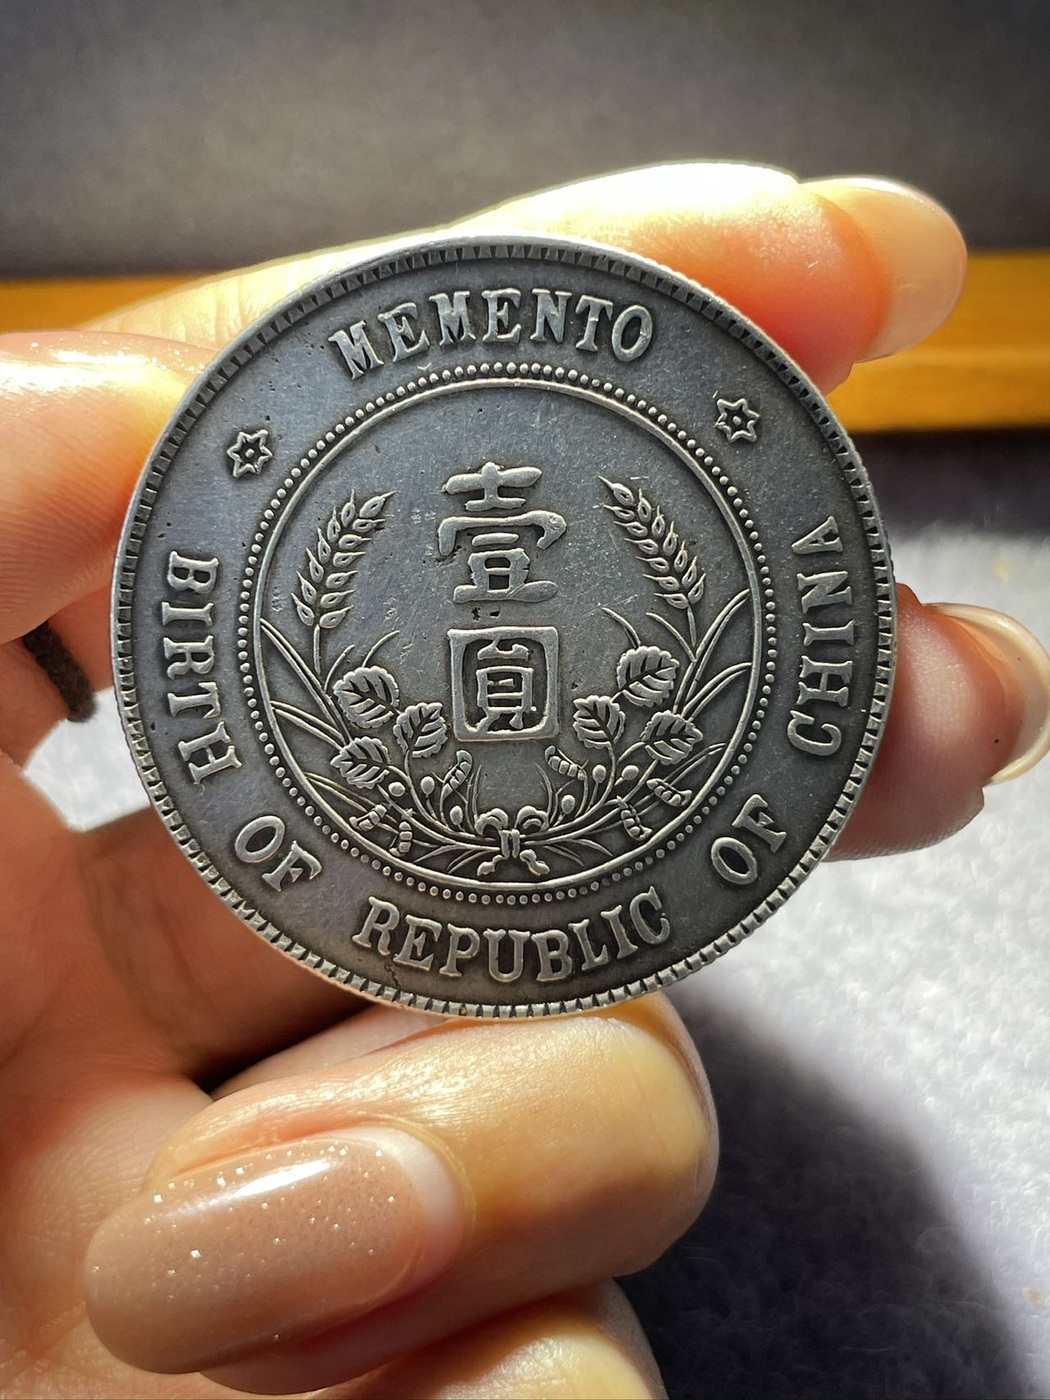 MEMENTO
壹
圓
BIRTH OF REPUBLIC OF CHINA